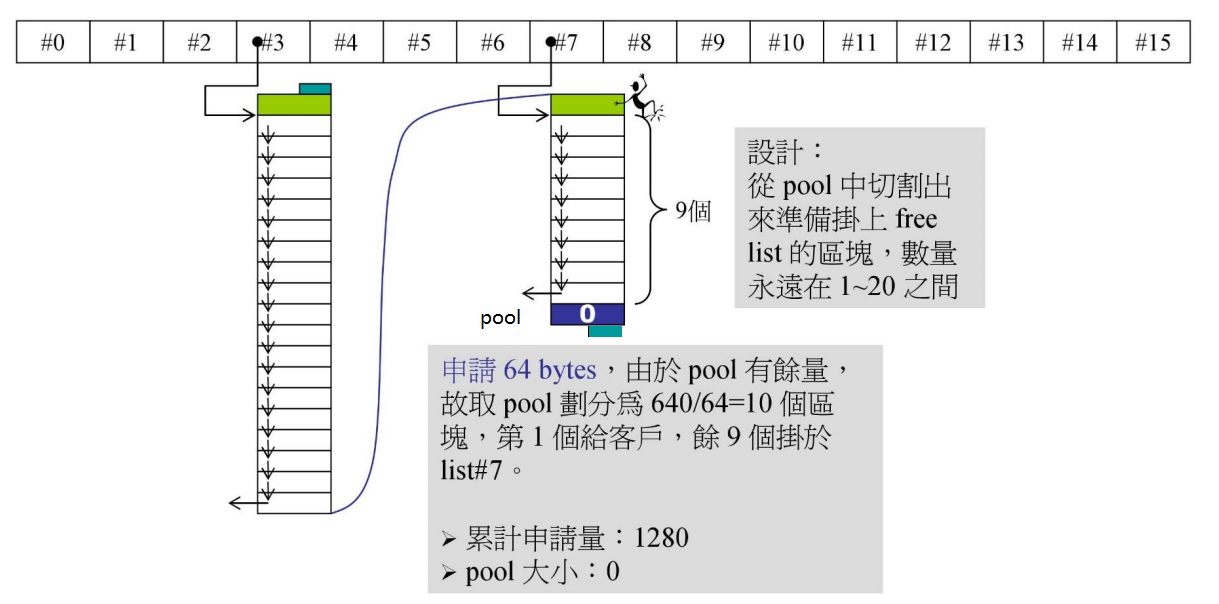 #0 #1 #2 #3 #4 #5 #6 #7 #8 #9 #10 #11 #12 #13 #14 #15
設計：
從 pool 中切割出
來準備掛上 free
list 的區塊，數量
永遠在 1~20 之間
9個
pool
0
申請 64 bytes，由於 pool 有餘量，
故取 pool 劃分爲 640/64=10 個區
塊，第 1 個給客戶，餘 9 個掛於
list#7。
➢ 累計申請量：1280
➢ pool 大小：0